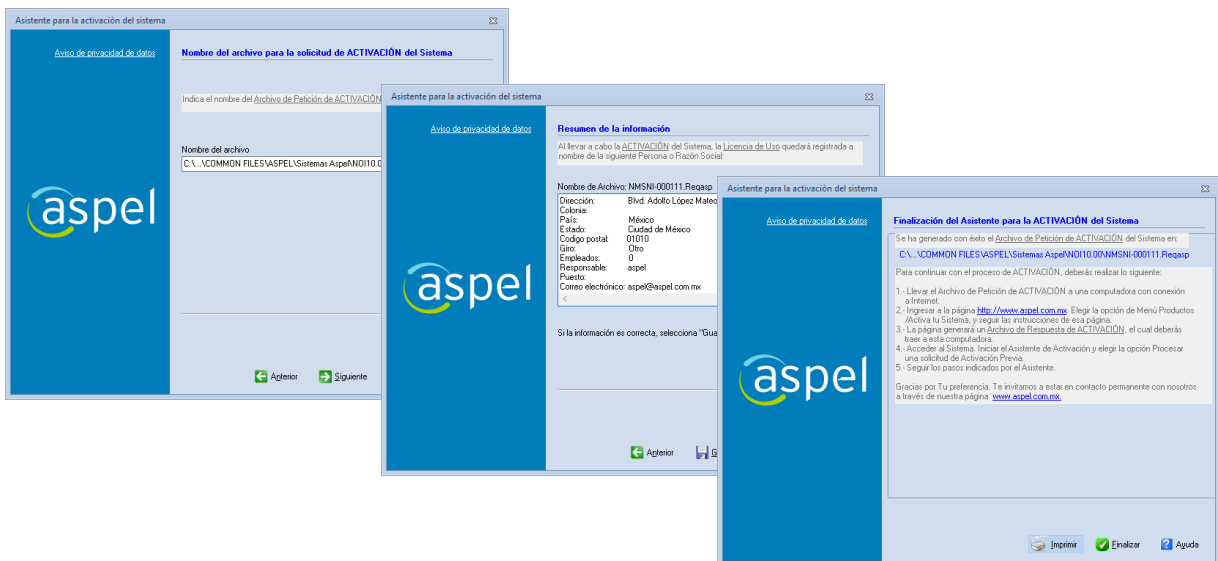 Asistente para la activación del sistema
Aviso de privacidad de datos
Nombre del archivo para la solicitud de ACTIVACIÓN del Sistema
Indica el nombre del Archivo de Petición de ACTIVACIÓN
Nombre del archivo
C:\...\COMMON FILES\ASPEL\Sistemas Aspel\NOI10.0
aspel
Anterior
Siguiente
Asistente para la activación del sistema
Aviso de privacidad de datos
Resumen de la información
Al llevar a cabo la ACTIVACIÓN del Sistema, la Licencia de Uso quedará registrada a
nombre de la siguiente Persona o Razón Social:
Nombre de Archivo: NMSNI-000111.Reqasp
Dirección: Blvd. Adolfo López Mateo
Colonia:
País: México
Estado: Ciudad de México
Codigo postal: 01010
Giro: Otro
Empleados: 0
Responsable: aspel
Puesto:
Correo electrónico: aspel@aspel.com.mx
Si la información es correcta, selecciona "Gua
aspel
Anterior
G
Asistente para la activación del sistema
Aviso de privacidad de datos
Finalización del Asistente para la ACTIVACIÓN del Sistema
Se ha generado con éxito el Archivo de Petición de ACTIVACIÓN del Sistema en:
C:\...\COMMON FILES\ASPEL\Sistemas Aspel\NOI10.00\NMSNI-000111.Reqasp
Para continuar con el proceso de ACTIVACIÓN, deberás realizar lo siguiente:
1.- Llevar el Archivo de Petición de ACTIVACIÓN a una computadora con conexión
a Internet.
2.- Ingresar a la página http://www.aspel.com.mx. Elegir la opción de Menú Productos
/Activa tu Sistema, y seguir las instrucciones de esa página.
3.- La página generará un Archivo de Respuesta de ACTIVACIÓN, el cual deberás
traer a esta computadora.
4.- Acceder al Sistema. Iniciar el Asistente de Activación y elegir la opción Procesar
una solicitud de Activación Previa.
5.- Seguir los pasos indicados por el Asistente.
Gracias por Tu preferencia. Te invitamos a estar en contacto permanente con nosotros
a través de nuestra página www.aspel.com.mx.
aspel
Imprimir
Finalizar
Ayuda